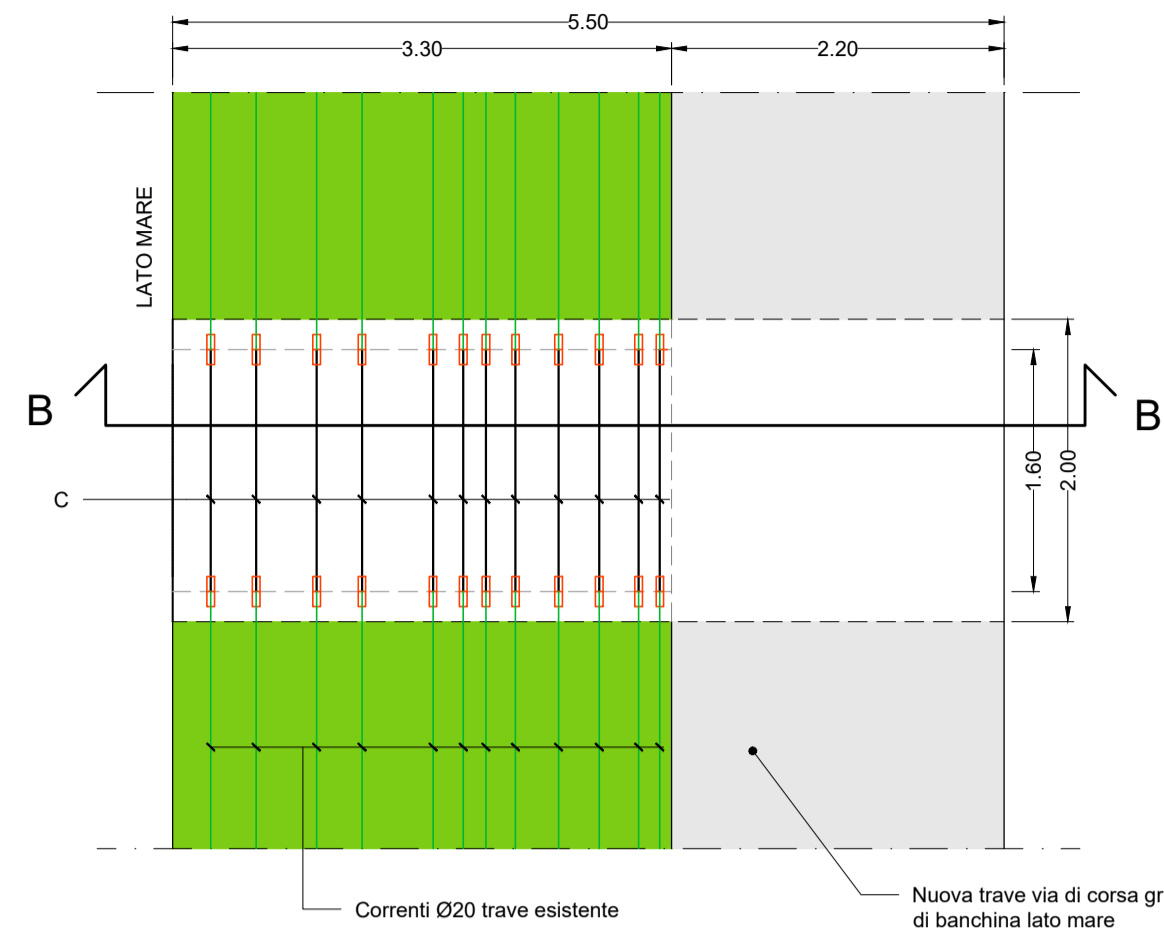 5.50
3.30
2.20
LATO MARE
B
B
1.60
2.00
C
Correnti Ø20 trave esistente
Nuova trave via di corsa gr
di banchina lato mare